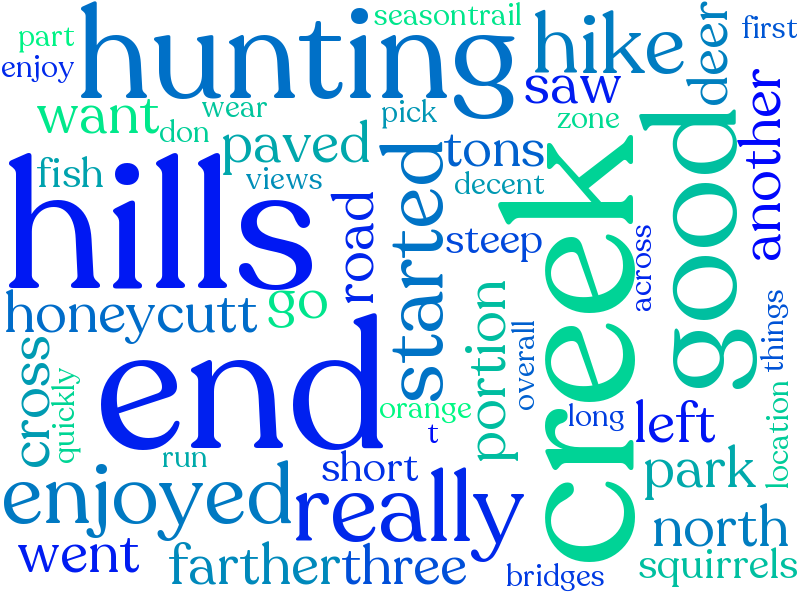 seasontrail
part
hunting
hike
deer
first
enjoy
saw
want
wear
pick
don
zone
paved
tons
good
another
fish
views
decent
hills
started
creek
road
steep
across
honeycutt
go
portion
things
end
overall
cross
quickly
orange
long
left
location
t
run
short
park
enjoyed
really
north
went
fartherthree
bridges
squirrels